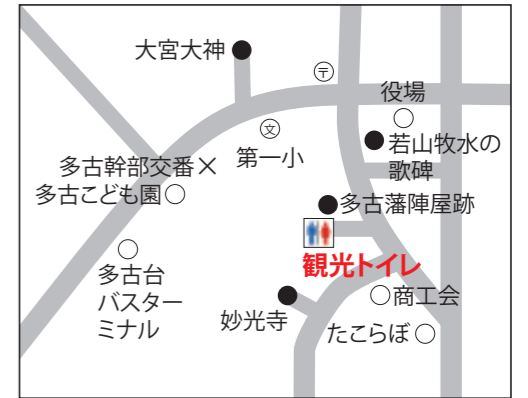 大宮大神
〒
役場
文
第一小
若山牧水の
歌碑
多古幹部交番
多古こども園
多古藩陣屋跡
観光トイレ
多古台
バスター
ミナル
妙光寺
商工会
たこらぼ